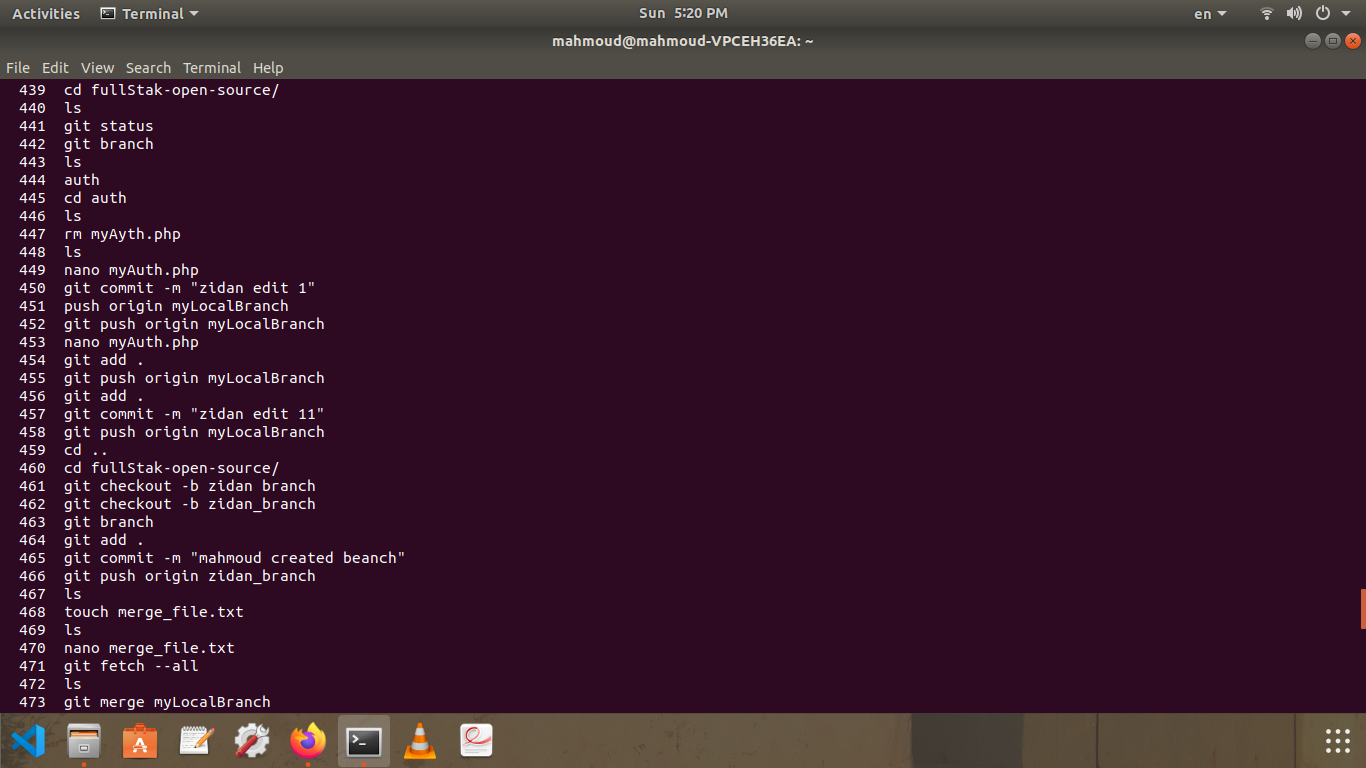 Activities Terminal Sun 5:20 PM en
mahmoud@mahmoud-VPCEH36EA: ~
File Edit View Search Terminal Help
439 cd fullStak-open-source/
440 ls
441 git status
442 git branch
443 ls
444 auth
445 cd auth
446 ls
447 rm myAyth.php
448 ls
449 nano myAuth.php
450 git commit -m "zidan edit 1"
451 push origin myLocalBranch
452 git push origin myLocalBranch
453 nano myAuth.php
454 git add .
455 git push origin myLocalBranch
456 git add .
457 git commit -m "zidan edit 11"
458 git push origin myLocalBranch
459 cd ..
460 cd fullStak-open-source/
461 git checkout -b zidan branch
462 git checkout -b zidan_branch
463 git branch
464 git add .
465 git commit -m "mahmoud created beanch"
466 git push origin zidan_branch
467 ls
468 touch merge_file.txt
469 ls
470 nano merge_file.txt
471 git fetch --all
472 ls
473 git merge myLocalBranch